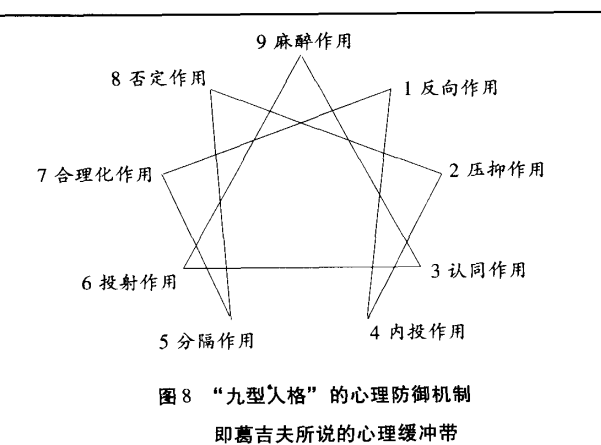 9 麻醉作用
8 否定作用
1 反向作用
7 合理化作用
2 压抑作用
6 投射作用
3 认同作用
5 分隔作用
4 内投作用
图8 “九型人格”的心理防御机制
即葛吉夫所说的心理缓冲带